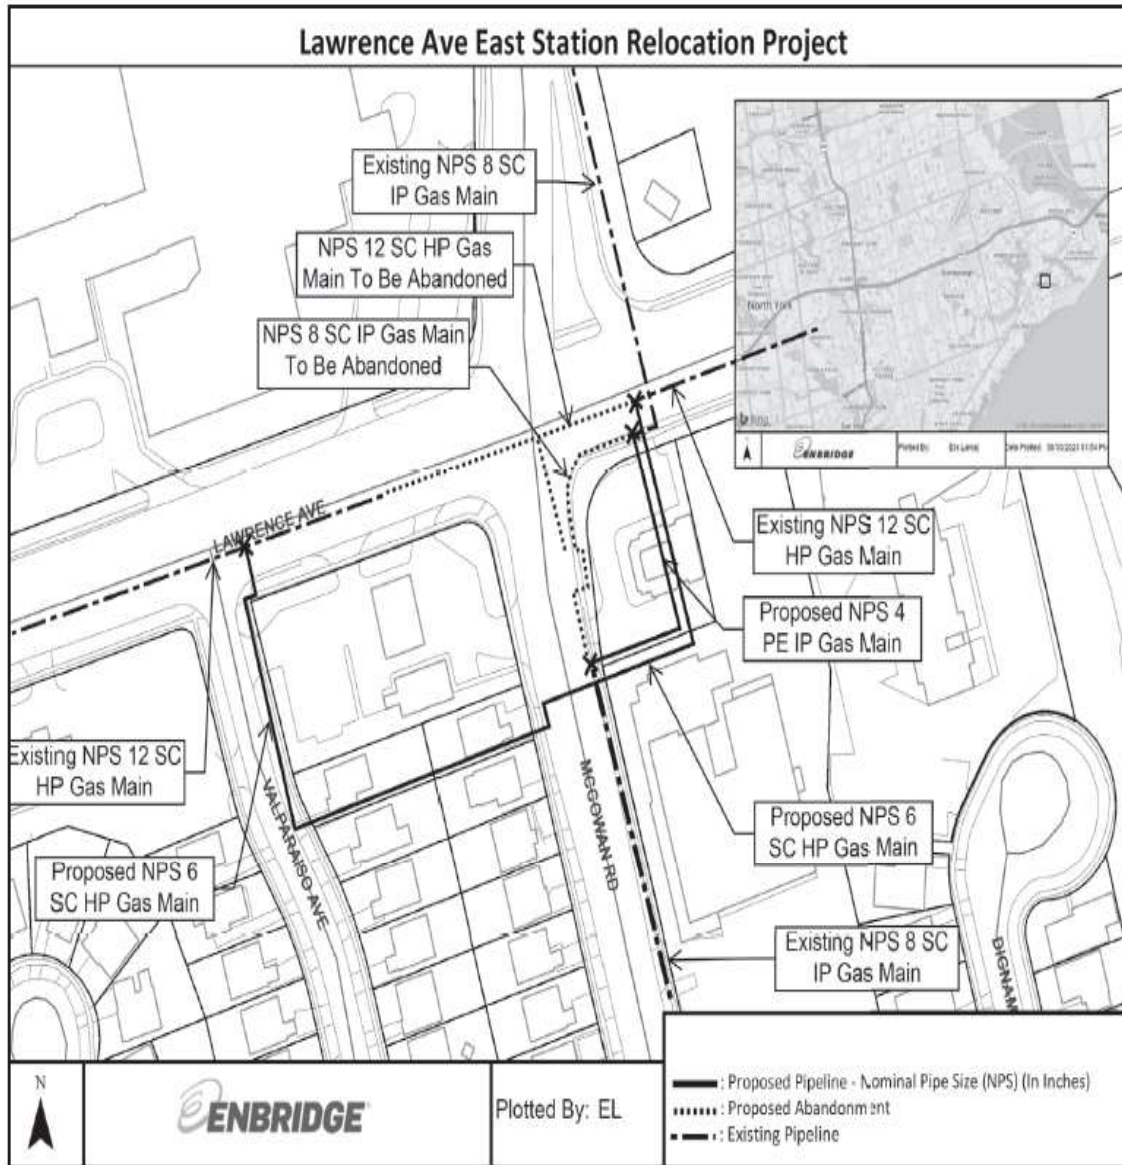 Lawrence Ave East Station Relocation Project
Existing NPS 8 SC
IP Gas Main
NPS 12 SC HP Gas
Main To Be Abandoned
NPS 8 SC IP Gas Main
To Be Abandoned
North York
bing
ENBRIDGE
Plotted By:
LAWRENCE AVE
Existing NPS 12 SC
HP Gas Main
Proposed NPS 4
PE IP Gas Main
Existing NPS 12 SC
HP Gas Main
Proposed NPS 6
SC HP Gas Main
VALPARAISO AVE
MCGOWAN RD
Proposed NPS 6
SC HP Gas Main
Existing NPS 8 SC
IP Gas Main
DIGNAM
N
ENBRIDGE
Plotted By: EL
: Proposed Pipeline - Nominal Pipe Size (NPS) (In Inches)
: Proposed Abandonment
: Existing Pipeline